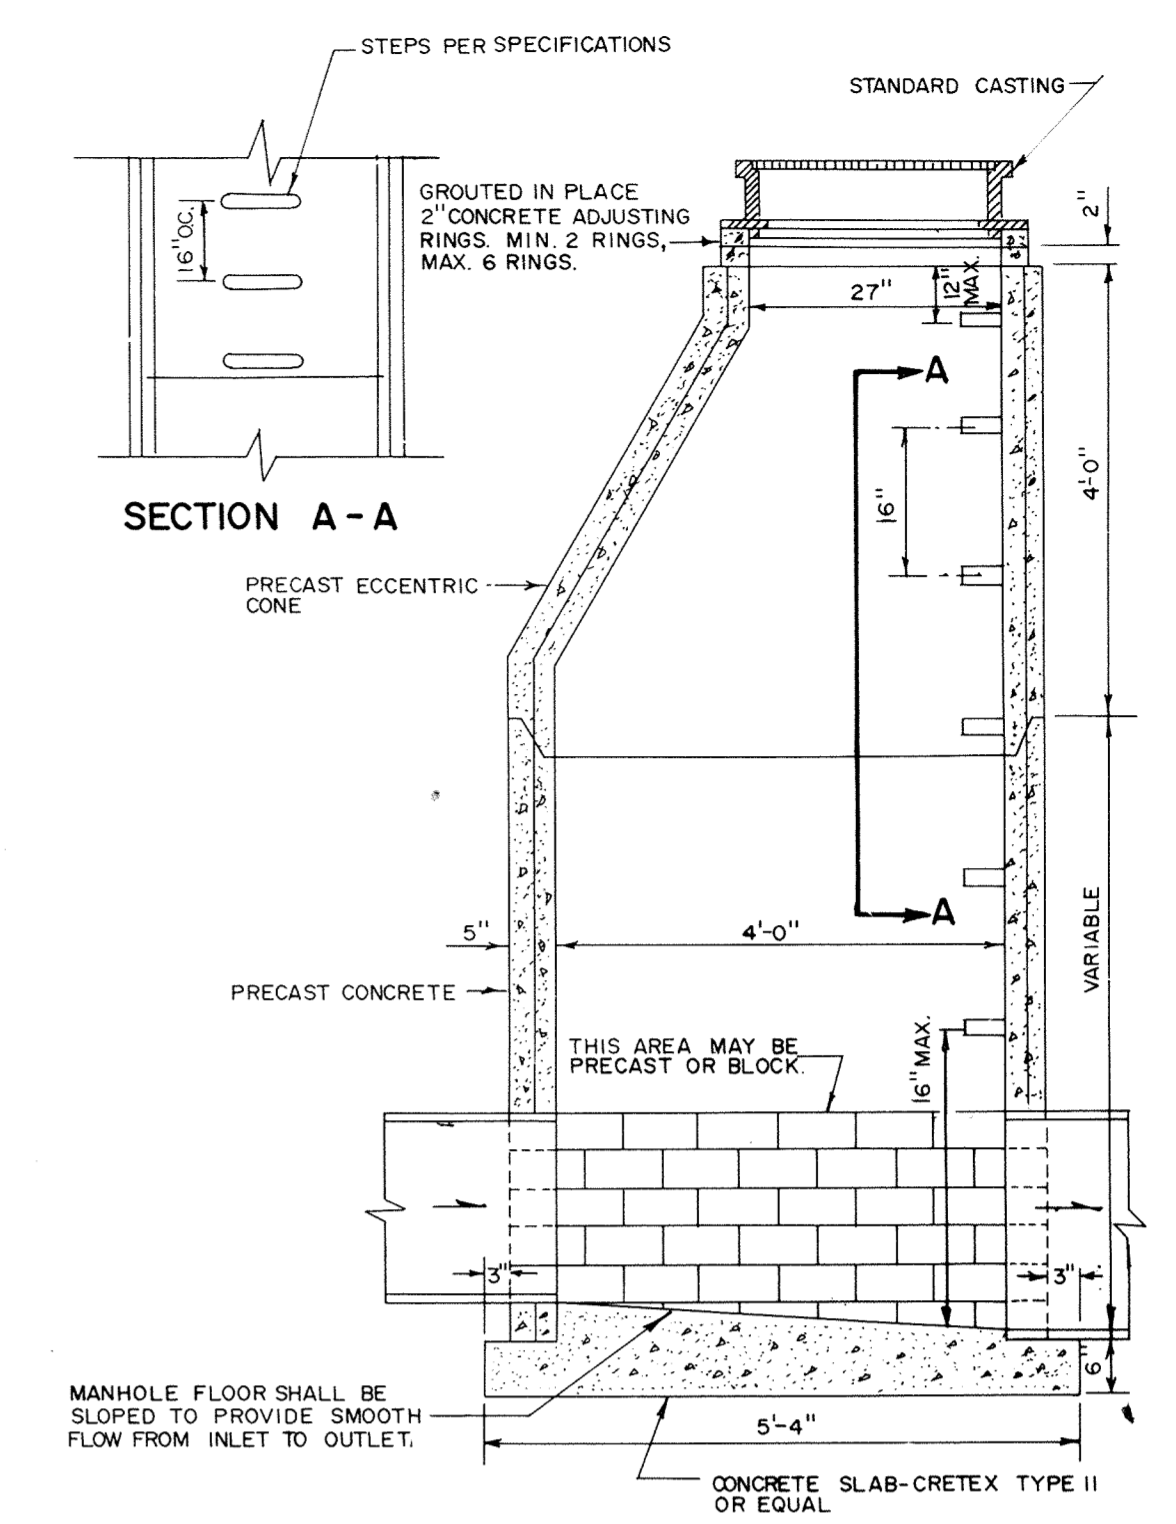 STEPS PER SPECIFICATIONS
STANDARD CASTING
GROUTED IN PLACE
2" CONCRETE ADJUSTING
RINGS. MIN. 2 RINGS,
MAX. 6 RINGS.
2"
16" O.C.
27"
12"
MAX.
A
4'-0"
16"
SECTION A-A
PRECAST ECCENTRIC
CONE
A
5"
4'-0"
VARIABLE
PRECAST CONCRETE
THIS AREA MAY BE
PRECAST OR BLOCK.
16" MAX.
3"
3"
6"
MANHOLE FLOOR SHALL BE
SLOPED TO PROVIDE SMOOTH
FLOW FROM INLET TO OUTLET.
5'-4"
CONCRETE SLAB-CRETEX TYPE II
OR EQUAL